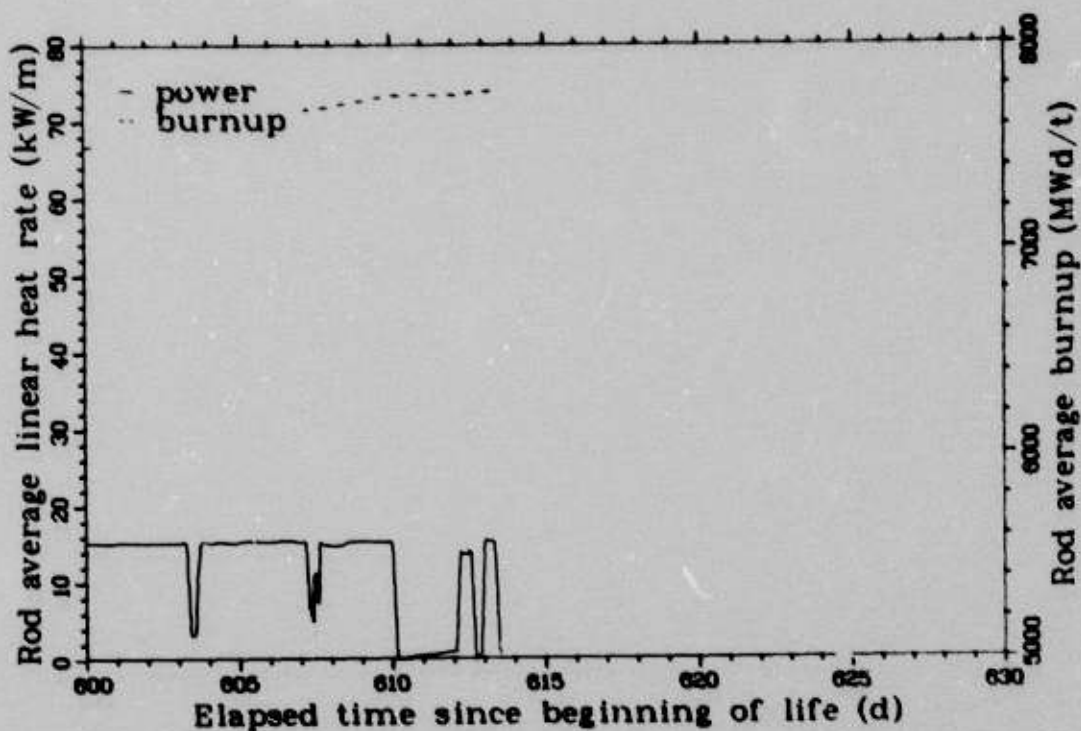 Rod average linear heat rate (kW/m)
80
70
60
50
40
30
20
10
0
power
burnup
8000
7000
6000
5000
Rod average burnup (MWd/t)
600 605 610 615 620 625 630
Elapsed time since beginning of life (d)